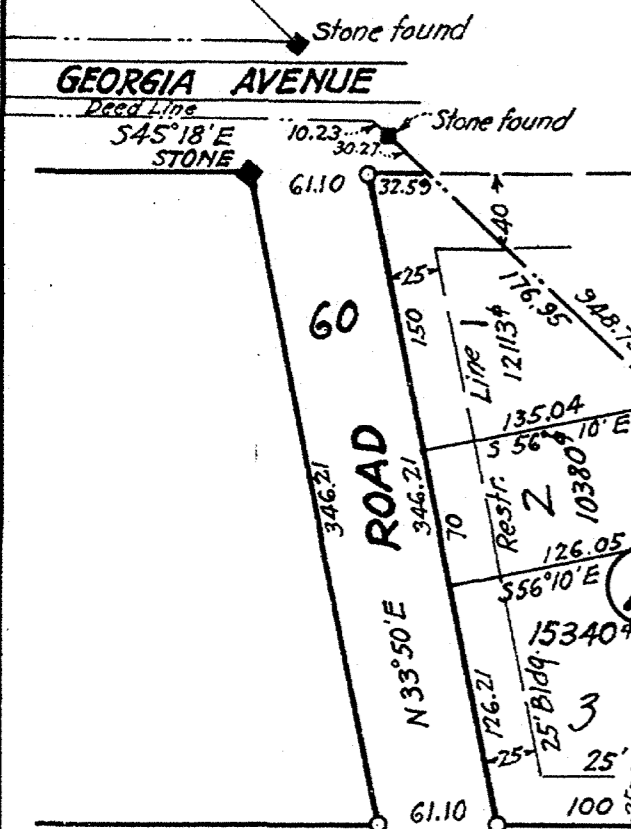 Stone found
GEORGIA AVENUE
Deed Line
S45°18'E
STONE
10.23
30.27
Stone found
61.10
32.59
40
25
176.95
60
150
Line
1
12113⌀
135.04
S 56° 10' E
ROAD
346.21
346.21
70
Restr.
2
10380⌀
126.05
S56°10'E
15340
N33°50'E
126.21
25' Bldg.
3
25
25'
61.10
100